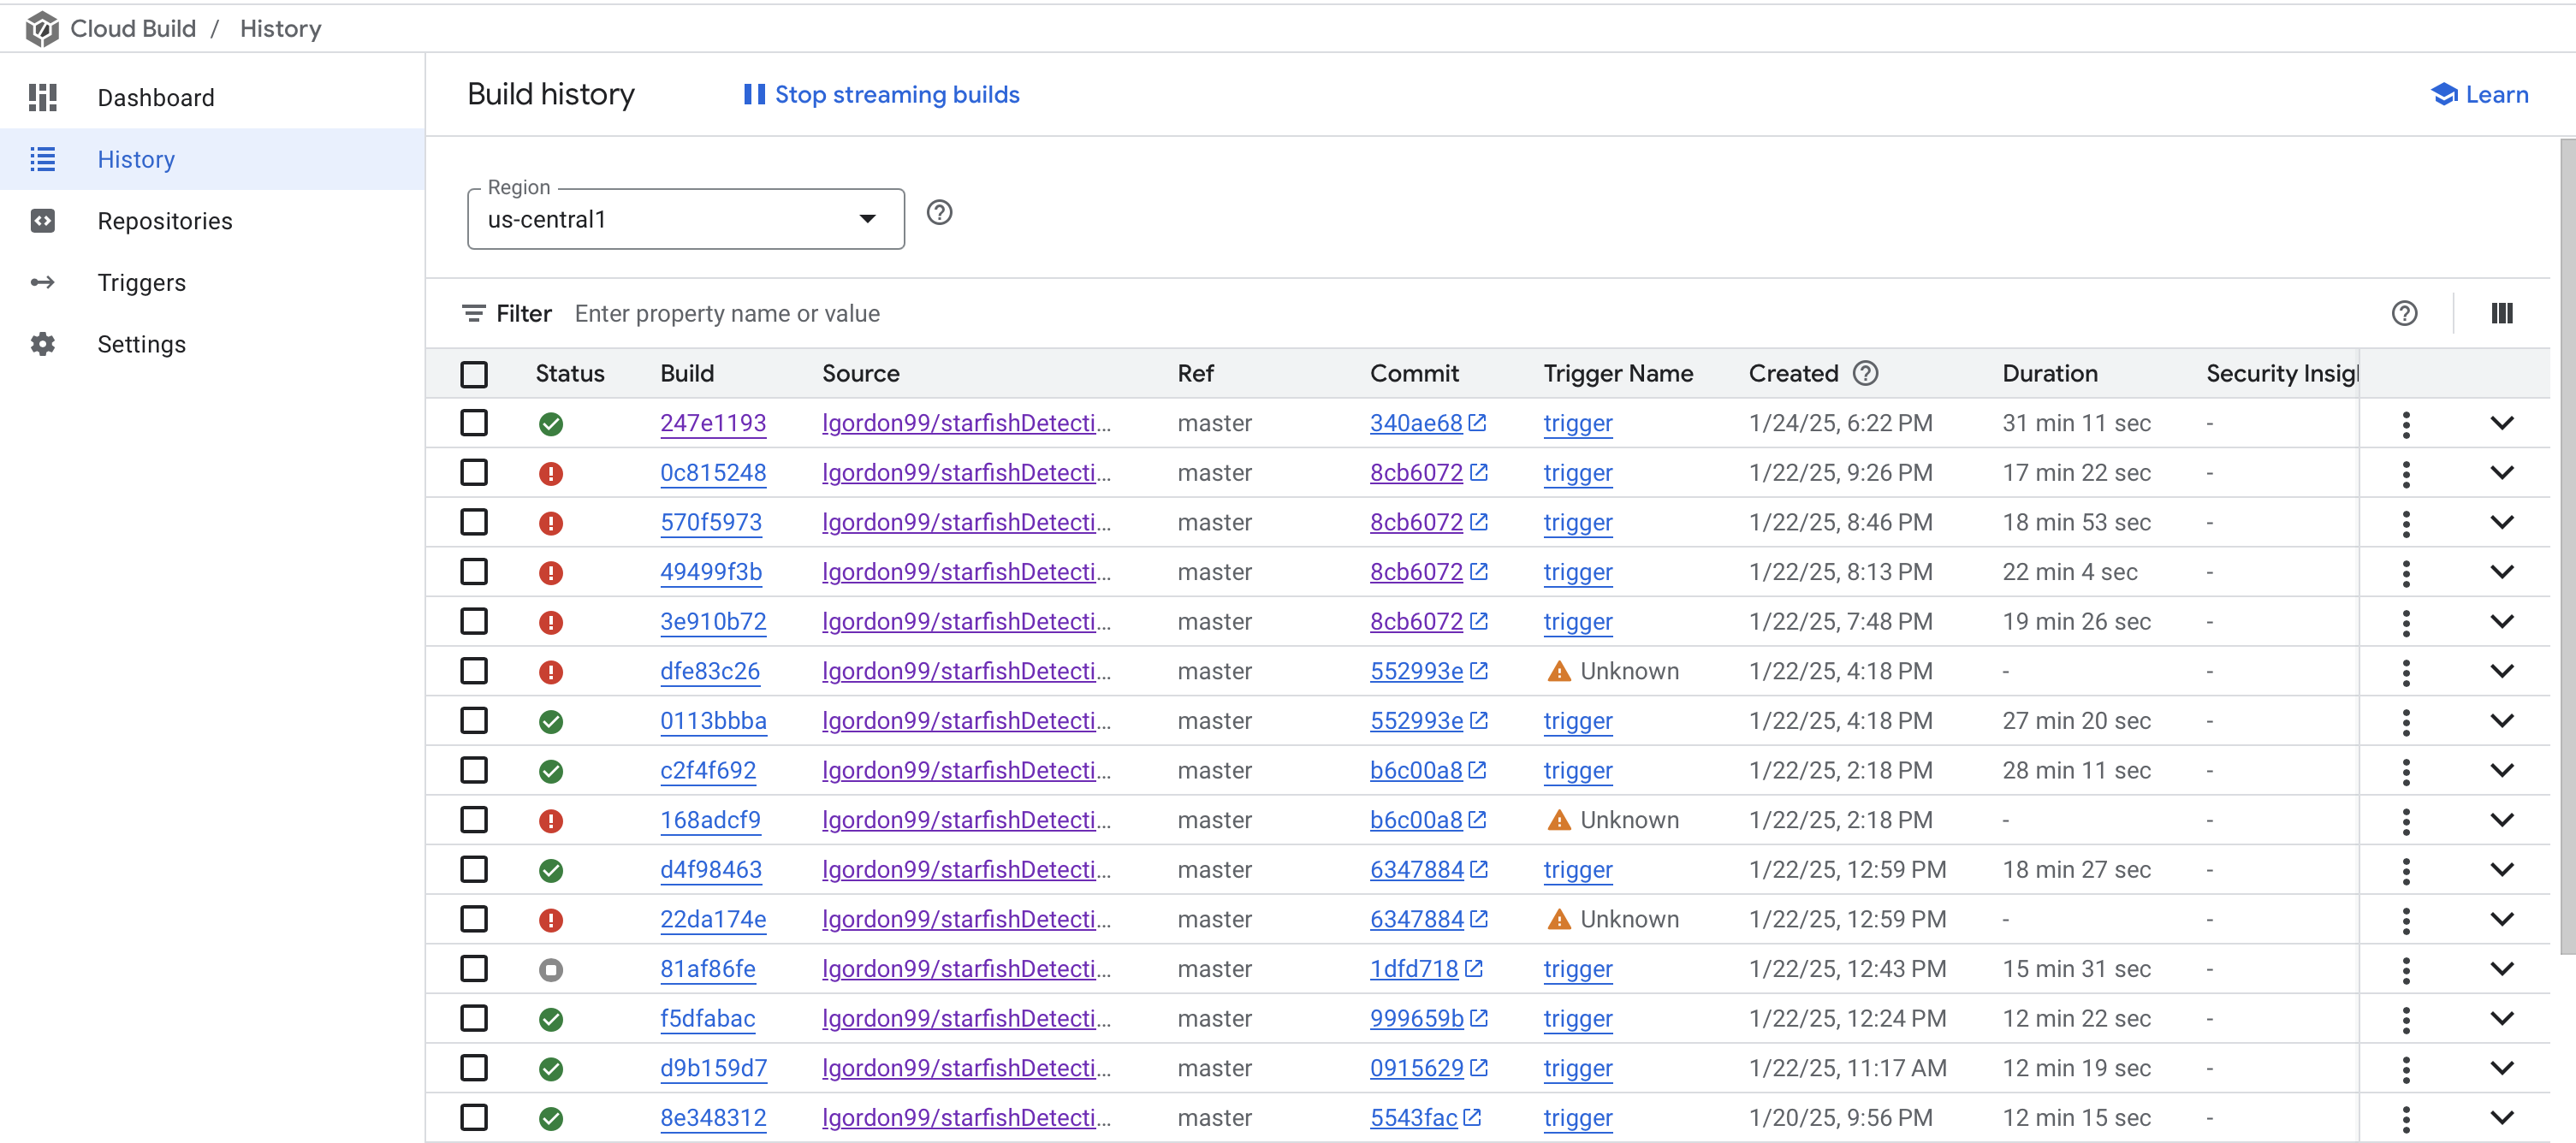 Cloud Build / History
Dashboard
History
Repositories
Triggers
Settings
Build history Stop streaming builds Learn
Region
us-central1
Filter Enter property name or value
Status Build Source Ref Commit Trigger Name Created Duration Security Insigh
247e1193 lgordon99/starfishDetecti... master 340ae68 trigger 1/24/25, 6:22 PM 31 min 11 sec -
0c815248 lgordon99/starfishDetecti... master 8cb6072 trigger 1/22/25, 9:26 PM 17 min 22 sec -
570f5973 lgordon99/starfishDetecti... master 8cb6072 trigger 1/22/25, 8:46 PM 18 min 53 sec -
49499f3b lgordon99/starfishDetecti... master 8cb6072 trigger 1/22/25, 8:13 PM 22 min 4 sec -
3e910b72 lgordon99/starfishDetecti... master 8cb6072 trigger 1/22/25, 7:48 PM 19 min 26 sec -
dfe83c26 lgordon99/starfishDetecti... master 552993e Unknown 1/22/25, 4:18 PM - -
0113bbba lgordon99/starfishDetecti... master 552993e trigger 1/22/25, 4:18 PM 27 min 20 sec -
c2f4f692 lgordon99/starfishDetecti... master b6c00a8 trigger 1/22/25, 2:18 PM 28 min 11 sec -
168adcf9 lgordon99/starfishDetecti... master b6c00a8 Unknown 1/22/25, 2:18 PM - -
d4f98463 lgordon99/starfishDetecti... master 6347884 trigger 1/22/25, 12:59 PM 18 min 27 sec -
22da174e lgordon99/starfishDetecti... master 6347884 Unknown 1/22/25, 12:59 PM - -
81af86fe lgordon99/starfishDetecti... master 1dfd718 trigger 1/22/25, 12:43 PM 15 min 31 sec -
f5dfabac lgordon99/starfishDetecti... master 999659b trigger 1/22/25, 12:24 PM 12 min 22 sec -
d9b159d7 lgordon99/starfishDetecti... master 0915629 trigger 1/22/25, 11:17 AM 12 min 19 sec -
8e348312 lgordon99/starfishDetecti... master 5543fac trigger 1/20/25, 9:56 PM 12 min 15 sec -